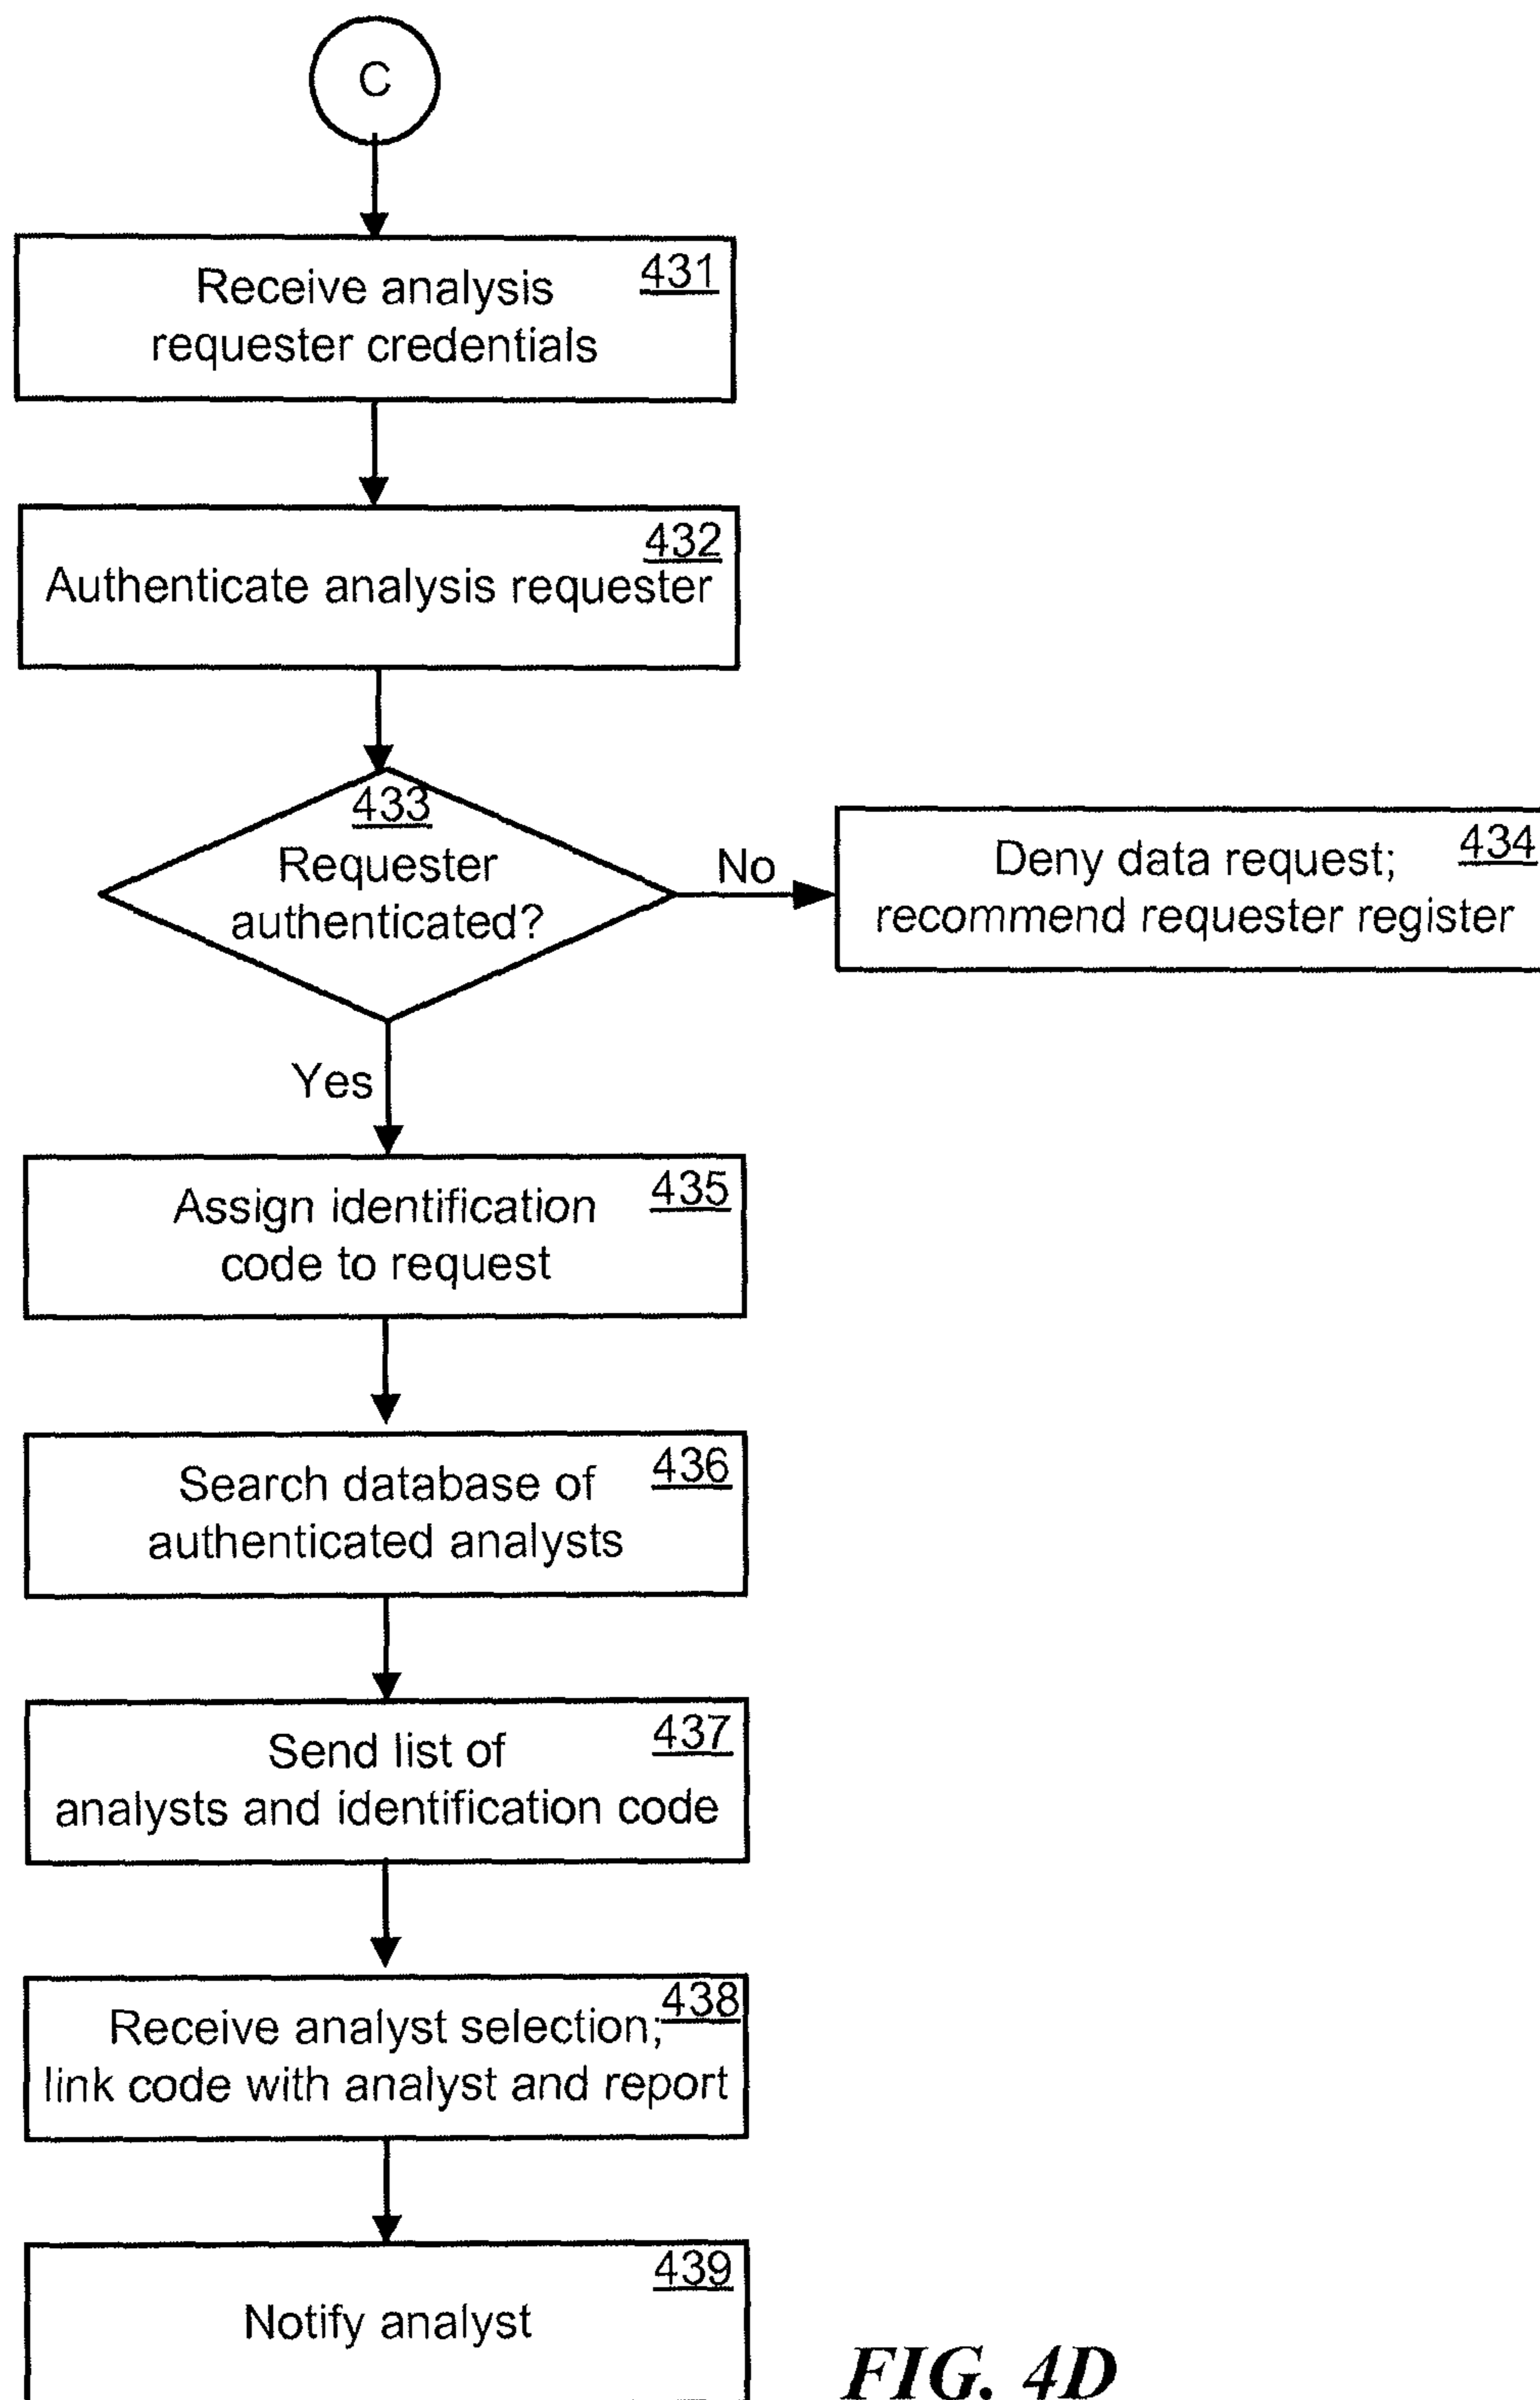 C
431
Receive analysis
requester credentials
432
Authenticate analysis requester
433
Requester
authenticated?
No
434
Deny data request;
recommend requester register
Yes
435
Assign identification
code to request
436
Search database of
authenticated analysts
437
Send list of
analysts and identification code
438
Receive analyst selection;
link code with analyst and report
439
Notify analyst
FIG. 4D